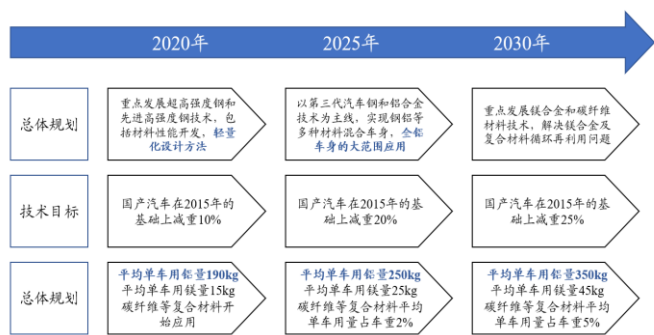 2020年
2025年
2030年
总体规划
重点发展超高强度钢和
先进高强度钢技术，包
括材料性能开发，轻量
化设计方法
以第三代汽车钢和铝合金
技术为主线，实现钢铝等
多种材料混合车身，全铝
车身的大范围应用
重点发展镁合金和碳纤维
材料技术，解决镁合金及
复合材料循环再利用问题
技术目标
国产汽车在2015年的
基础上减重10%
国产汽车在2015年的基
础上减重20%
国产汽车在2015年的基
础上减重25%
总体规划
平均单车用铝量190kg
平均单车用镁量15kg
碳纤维等复合材料开
始应用
平均单车用铝量250kg
平均单车用镁量25kg
碳纤维等复合材料平均
单车用量占车重2%
平均单车用铝量350kg
平均单车用镁量45kg
碳纤维等复合材料平均
单车用量占车重5%